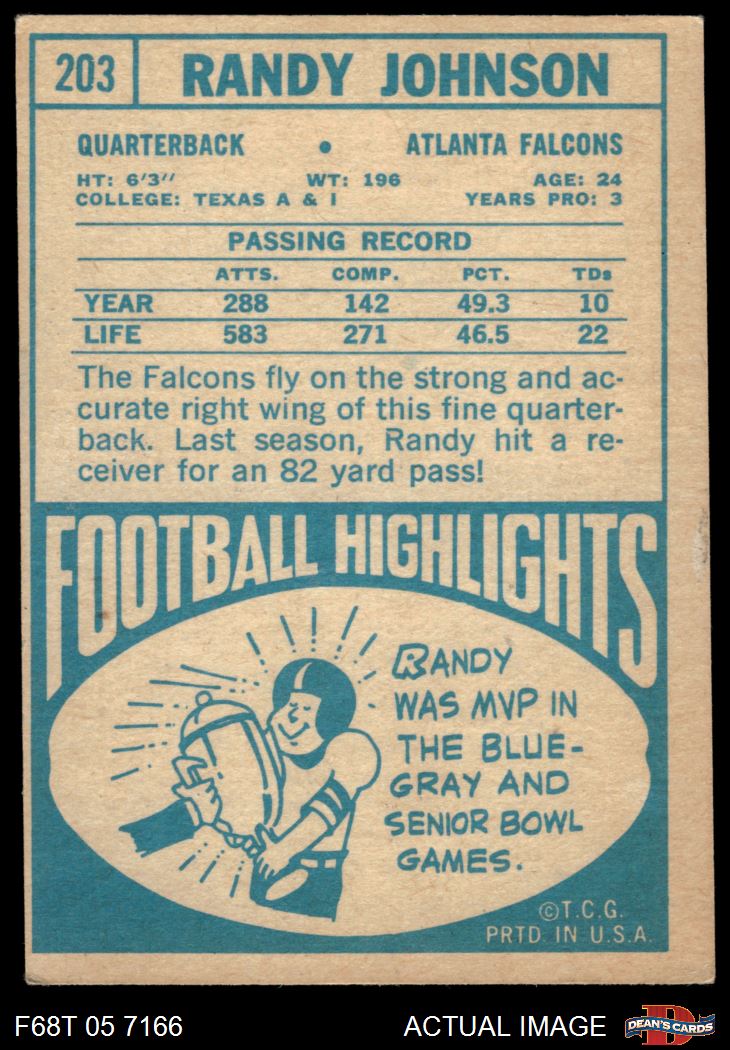 203 RANDY JOHNSON
QUARTERBACK • ATLANTA FALCONS
HT: 6'3" WT: 196 AGE: 24
COLLEGE: TEXAS A & I YEARS PRO: 3
PASSING RECORD
ATTS. COMP. PCT. TDs
YEAR 288 142 49.3 10
LIFE 583 271 46.5 22
The Falcons fly on the strong and ac-
curate right wing of this fine quarter-
back. Last season, Randy hit a re-
ceiver for an 82 yard pass!
FOOTBALL HIGHLIGHTS
RANDY
WAS MVP IN
THE BLUE-
GRAY AND
SENIOR BOWL
GAMES.
©T.C.G.
PRTD. IN U.S.A.
F68T 05 7166 ACTUAL IMAGE
D
DEAN'S CARDS